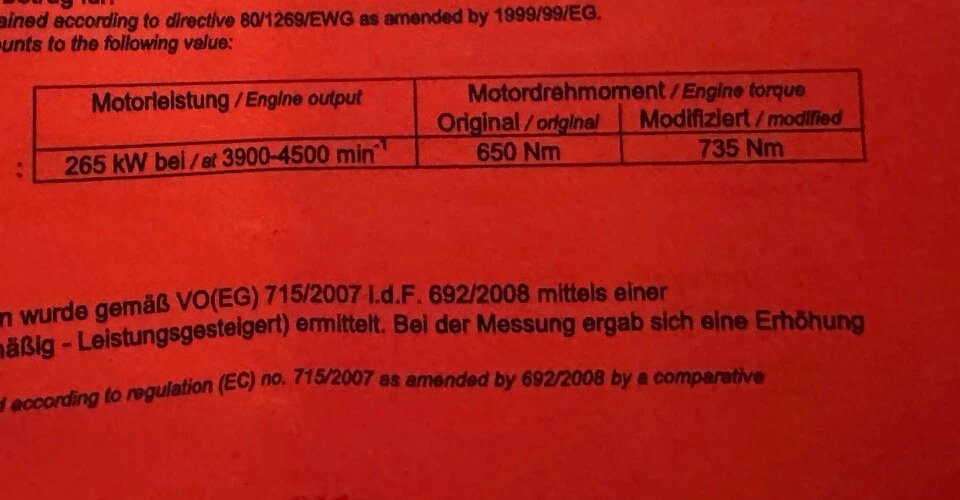 ained according to directive 80/1269/EWG as amended by 1999/99/EG.
unts to the following value:
Motorleistung / Engine output
Motordrehmoment / Engine torque
Original / original
Modifiziert / modified
: 265 kW bei / at 3900-4500 min⁻¹
650 Nm
735 Nm
n wurde gemäß VO(EG) 715/2007 i.d.F. 692/2008 mittels einer
näßig - Leistungsgesteigert) ermittelt. Bei der Messung ergab sich eine Erhöhung
d according to regulation (EC) no. 715/2007 as amended by 692/2008 by a comparative